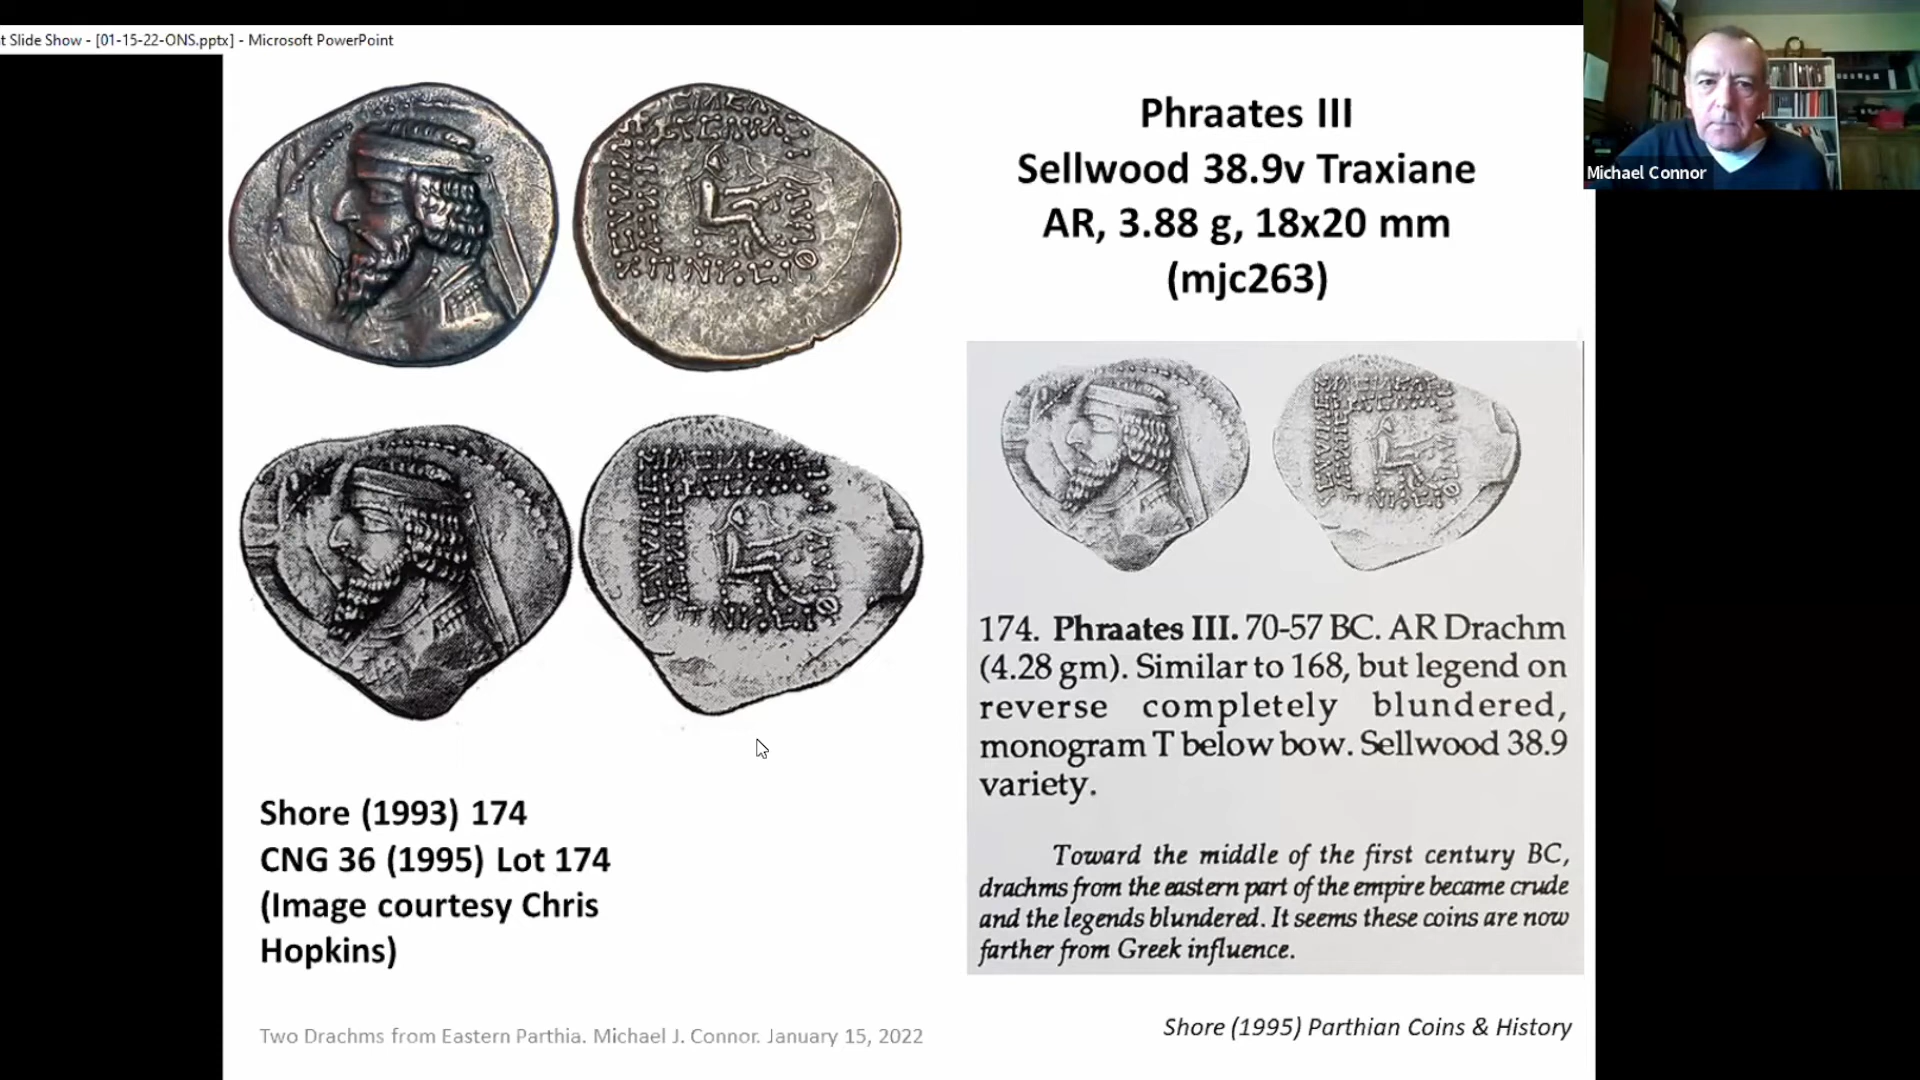 t Slide Show - [01-15-22-ONS.pptx] - Microsoft PowerPoint
Phraates III
Sellwood 38.9v Traxiane
AR, 3.88 g, 18x20 mm
(mjc263)
Michael Connor
174. Phraates III. 70-57 BC. AR Drachm
(4.28 gm). Similar to 168, but legend on
reverse completely blundered,
monogram T below bow. Sellwood 38.9
variety.
Toward the middle of the first century BC,
drachms from the eastern part of the empire became crude
and the legends blundered. It seems these coins are now
farther from Greek influence.
Shore (1993) 174
CNG 36 (1995) Lot 174
(Image courtesy Chris
Hopkins)
Two Drachms from Eastern Parthia. Michael J. Connor. January 15, 2022
Shore (1995) Parthian Coins & History